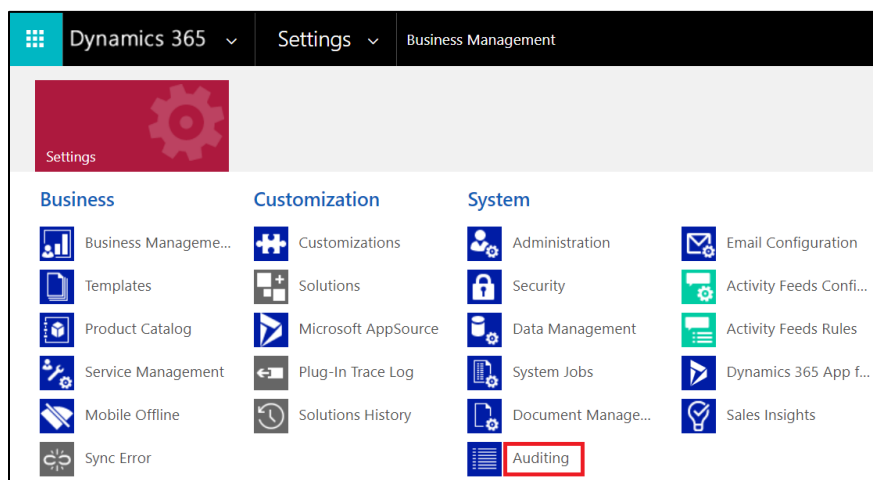 Dynamics 365
Settings
Business Management
Settings
Business
Business Manageme...
Templates
Product Catalog
Service Management
Mobile Offline
Sync Error
Customization
Customizations
Solutions
Microsoft AppSource
Plug-In Trace Log
Solutions History
System
Administration
Security
Data Management
System Jobs
Document Manage...
Auditing
Email Configuration
Activity Feeds Confi...
Activity Feeds Rules
Dynamics 365 App f...
Sales Insights